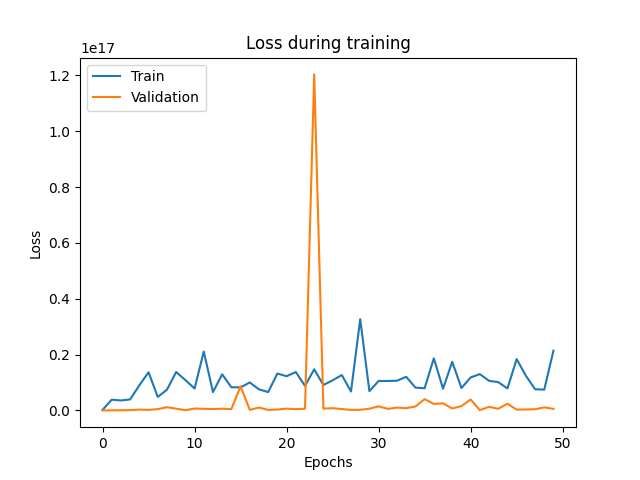 Loss during training
1e17
Train
Validation
1.2
1.0
0.8
0.6
0.4
0.2
0.0
Loss
0 10 20 30 40 50
Epochs